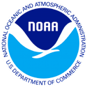 NATIONAL OCEANIC AND ATMOSPHERIC ADMINISTRATION
NOAA
U.S. DEPARTMENT OF COMMERCE